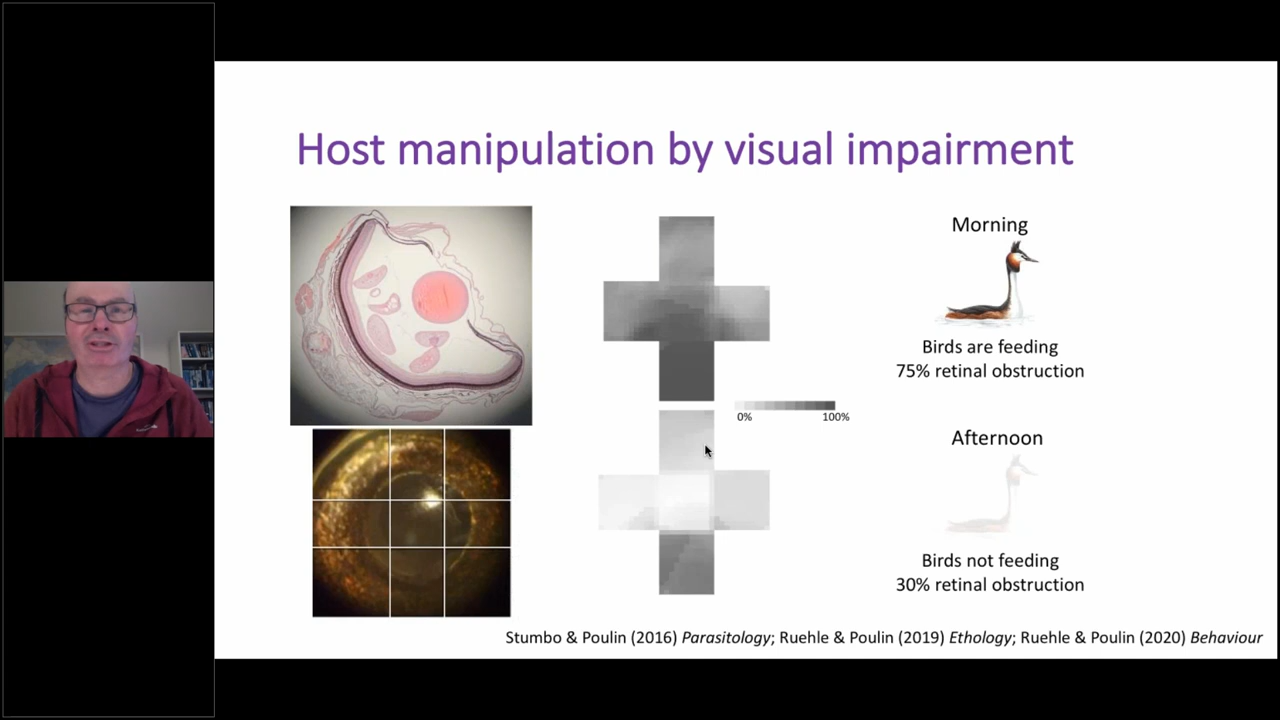 Host manipulation by visual impairment
Morning
Birds are feeding
75% retinal obstruction
0%
100%
Afternoon
Birds not feeding
30% retinal obstruction
Stumbo & Poulin (2016) Parasitology; Ruehle & Poulin (2019) Ethology; Ruehle & Poulin (2020) Behaviour